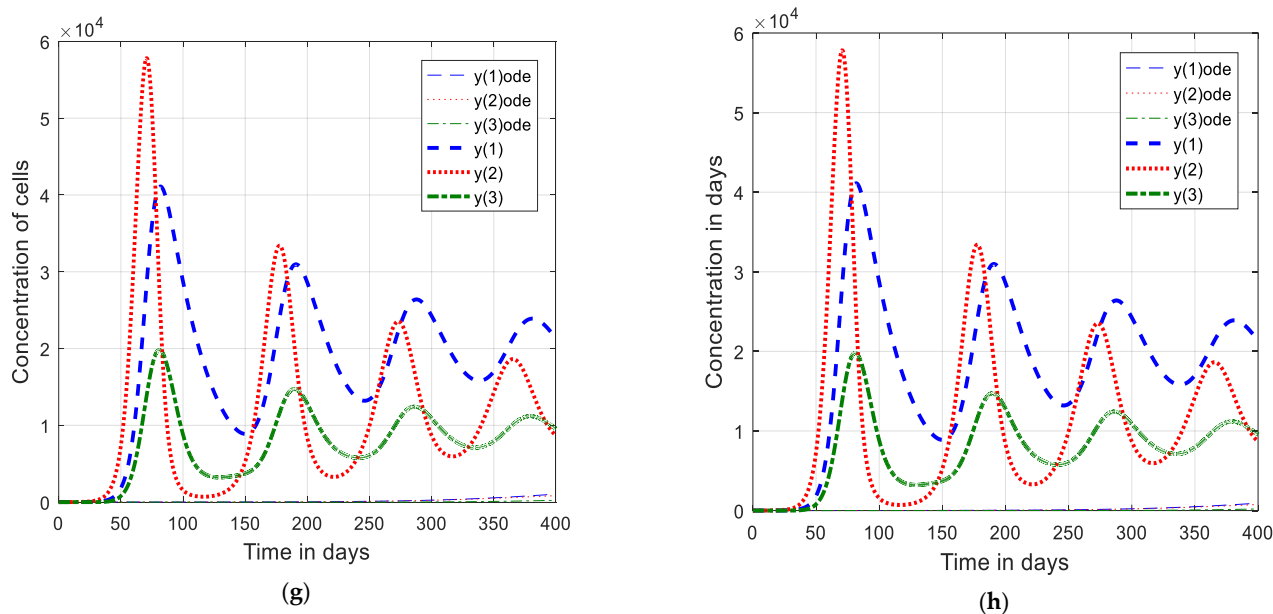 ×10⁴
6
5
4
3
2
1
0
Concentration of cells
y(1)ode
y(2)ode
y(3)ode
y(1)
y(2)
y(3)
0 50 100 150 200 250 300 350 400
Time in days
(g)
×10⁴
6
5
4
3
2
1
0
Concentration in days
y(1)ode
y(2)ode
y(3)ode
y(1)
y(2)
y(3)
0 50 100 150 200 250 300 350 400
Time in days
(h)